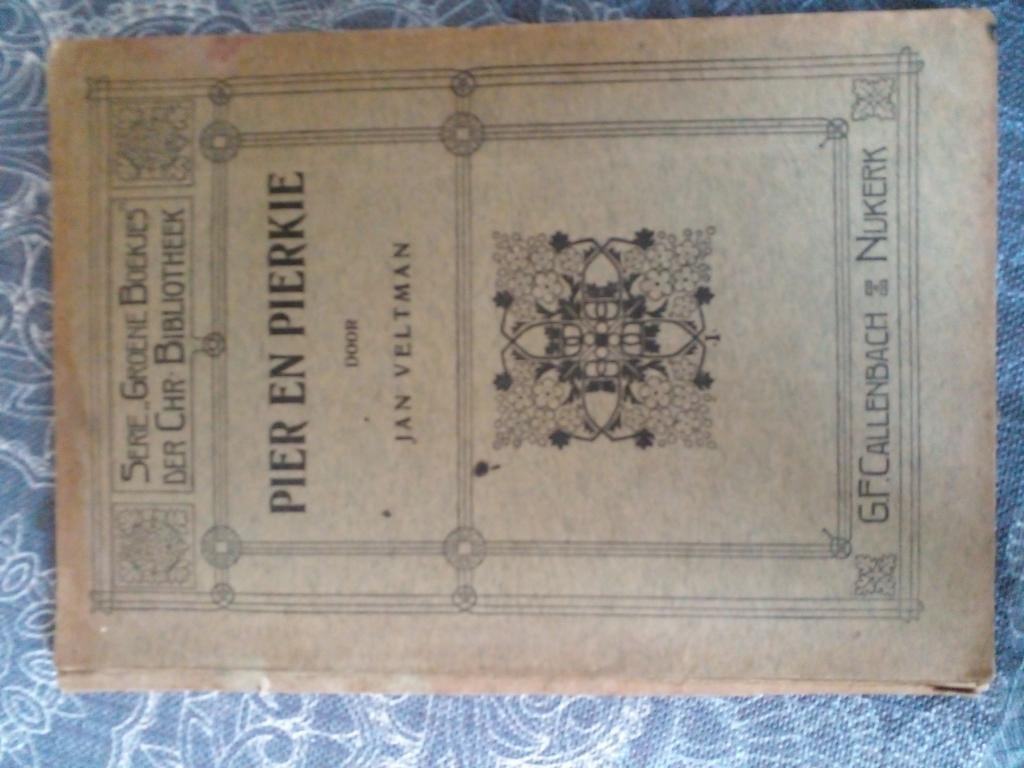 SERIE „GROENE BOEKJES”
DER CHR. BIBLIOTHEEK
PIER EN PIERKIE
DOOR
JAN VELTMAN
G.F. CALLENBACH NIJKERK